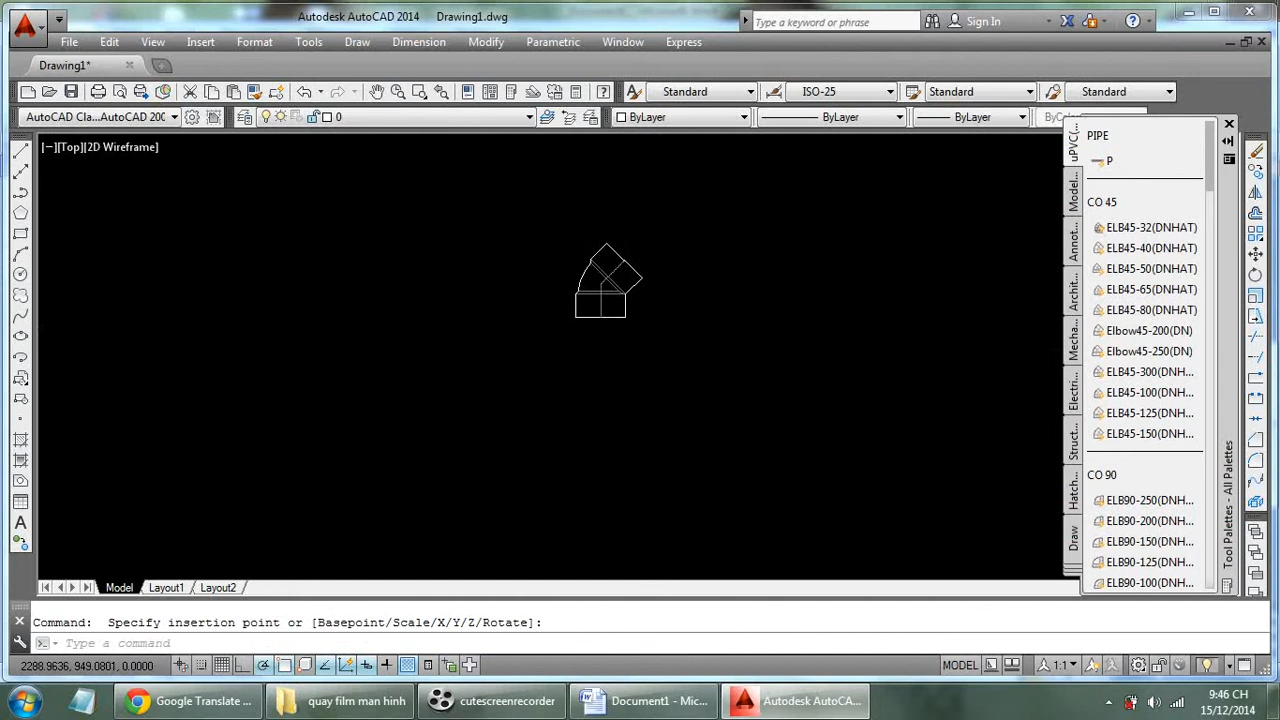 Autodesk AutoCAD 2014 Drawing1.dwg
Type a keyword or phrase
Sign In
File Edit View Insert Format Tools Draw Dimension Modify Parametric Window Express
Drawing1*
Standard ISO-25 Standard Standard
AutoCAD Cla...AutoCAD 200
0
ByLayer ByLayer ByLayer
[−][Top][2D Wireframe]
PIPE
P
CO 45
ELB45-32(DNHAT)
ELB45-40(DNHAT)
ELB45-50(DNHAT)
ELB45-65(DNHAT)
ELB45-80(DNHAT)
Elbow45-200(DN)
Elbow45-250(DN)
ELB45-300(DNH...
ELB45-100(DNH...
ELB45-125(DNH...
ELB45-150(DNH...
CO 90
ELB90-250(DNH...
ELB90-200(DNH...
ELB90-150(DNH...
ELB90-125(DNH...
ELB90-100(DNH...
uPVC(...
Model...
Annot...
Archit...
Mecha...
Electri...
Struct...
Hatch...
Draw
Tool Palettes - All Palettes
Model Layout1 Layout2
Command: Specify insertion point or [Basepoint/Scale/X/Y/Z/Rotate]:
Type a command
2288.9636, 949.0801, 0.0000
MODEL
1:1
Google Translate ...
quay film man hinh
cutescreenrecorder
Document1 - Mic...
Autodesk AutoCA...
9:46 CH
15/12/2014